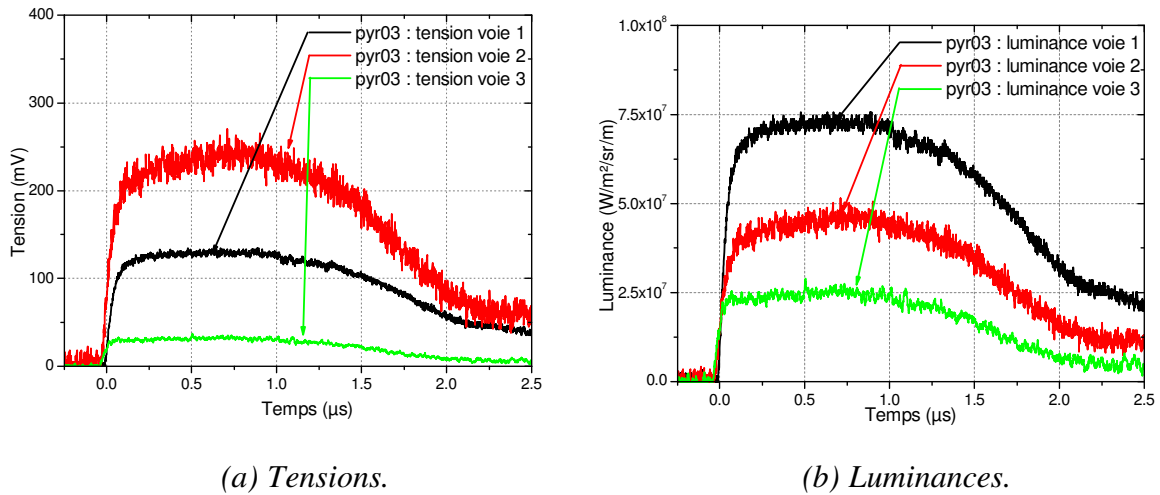 400
300
200
100
0
Tension (mV)
pyr03 : tension voie 1
pyr03 : tension voie 2
pyr03 : tension voie 3
0.0 0.5 1.0 1.5 2.0 2.5
Temps (µs)
(a) Tensions.
1.0x10⁸
7.5x10⁷
5.0x10⁷
2.5x10⁷
0.0
Luminance (W/m²/sr/m)
pyr03 : luminance voie 1
pyr03 : luminance voie 2
pyr03 : luminance voie 3
0.0 0.5 1.0 1.5 2.0 2.5
Temps (µs)
(b) Luminances.